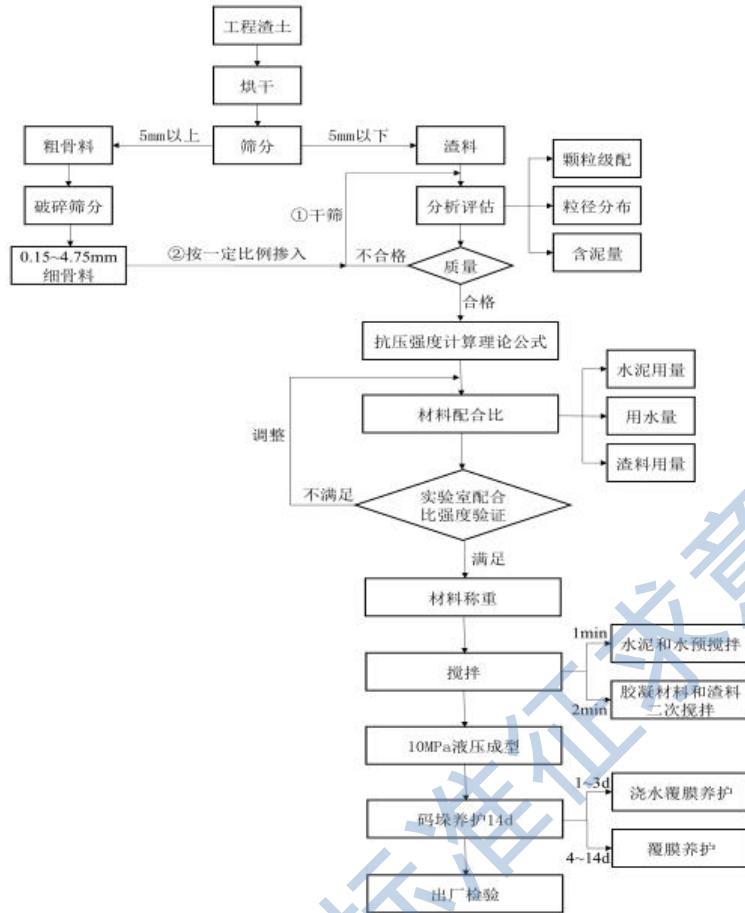 工程渣土
烘干
粗骨料
5mm以上
筛分
5mm以下
渣料
颗粒级配
破碎筛分
①干筛
分析评估
粒径分布
0.15~4.75mm
细骨料
②按一定比例掺入
不合格
质量
含泥量
合格
抗压强度计算理论公式
水泥用量
材料配合比
用水量
调整
渣料用量
不满足
实验室配合
比强度验证
满足
材料称重
1min
水泥和水预搅拌
搅拌
2min
胶凝材料和渣料
二次搅拌
10MPa液压成型
1~3d
浇水覆膜养护
码垛养护14d
4~14d
覆膜养护
出厂检验
标准征求意